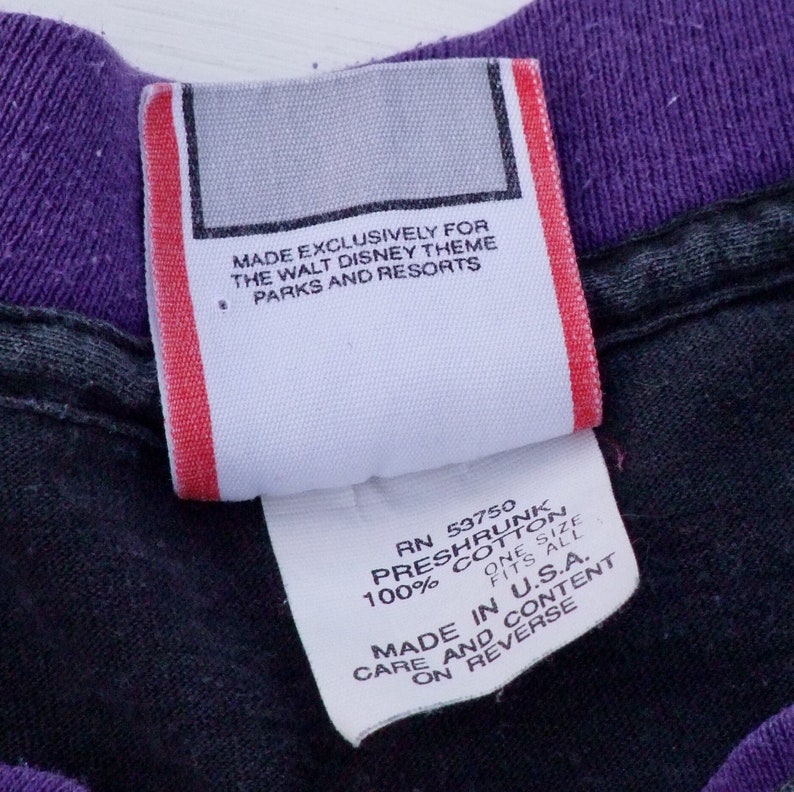 MADE EXCLUSIVELY FOR
THE WALT DISNEY THEME
PARKS AND RESORTS
RN 53750
PRESHRUNK
100% COTTON
ONE SIZE
FITS ALL
MADE IN U.S.A.
CARE AND CONTENT
ON REVERSE